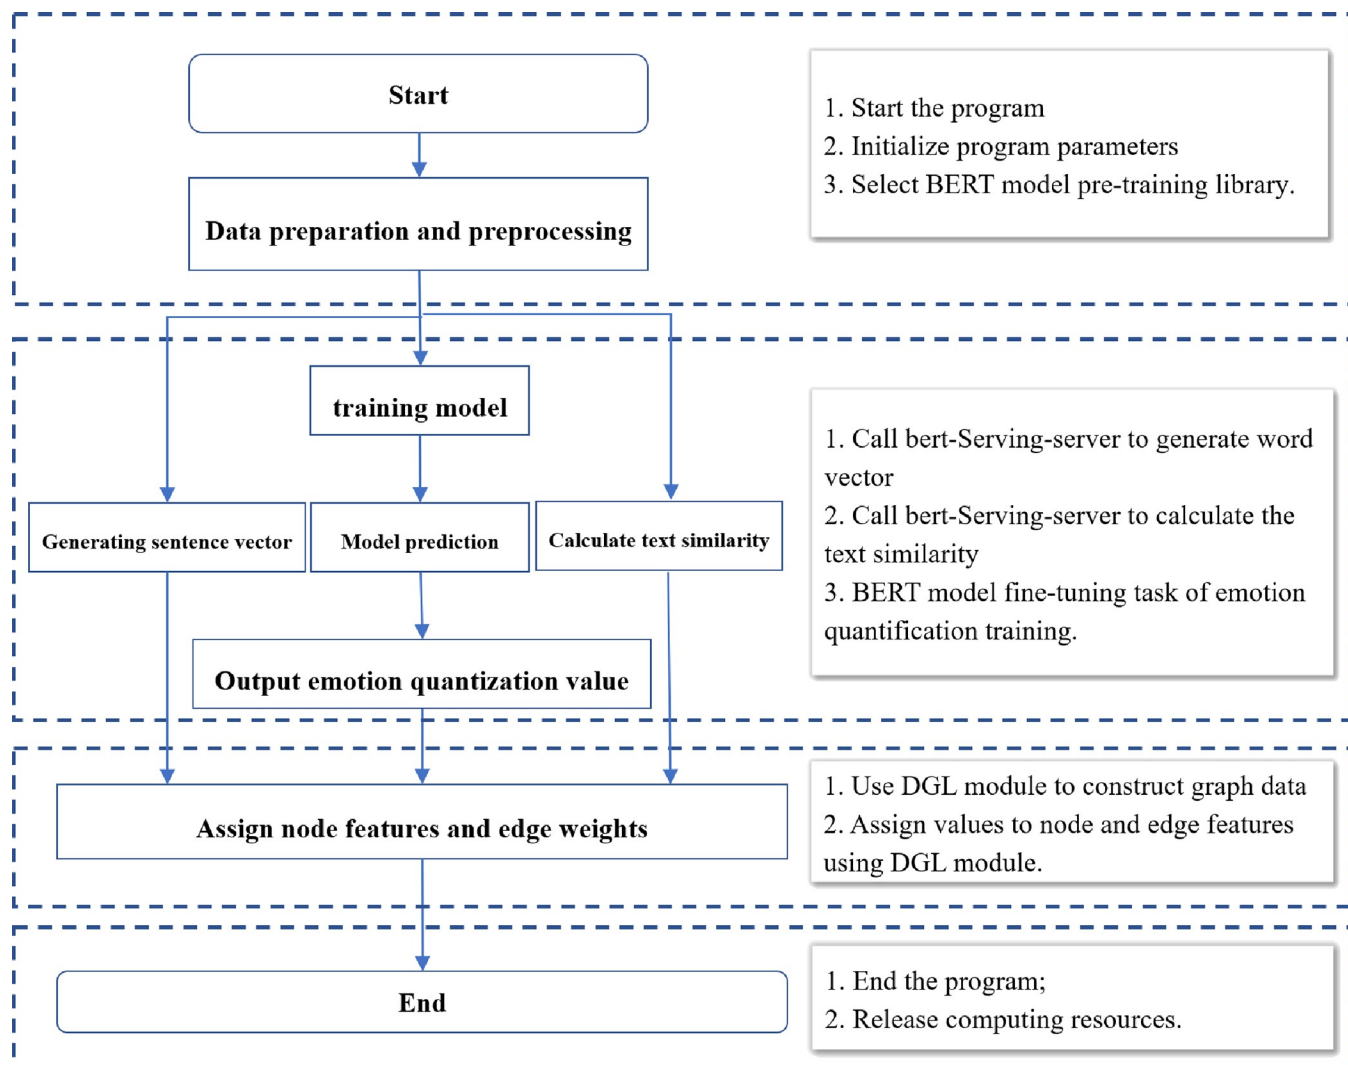 Start
1. Start the program
2. Initialize program parameters
3. Select BERT model pre-training library.
Data preparation and preprocessing
training model
1. Call bert-Serving-server to generate word
vector
2. Call bert-Serving-server to calculate the
text similarity
3. BERT model fine-tuning task of emotion
quantification training.
Generating sentence vector
Model prediction
Calculate text similarity
Output emotion quantization value
Assign node features and edge weights
1. Use DGL module to construct graph data
2. Assign values to node and edge features
using DGL module.
End
1. End the program;
2. Release computing resources.